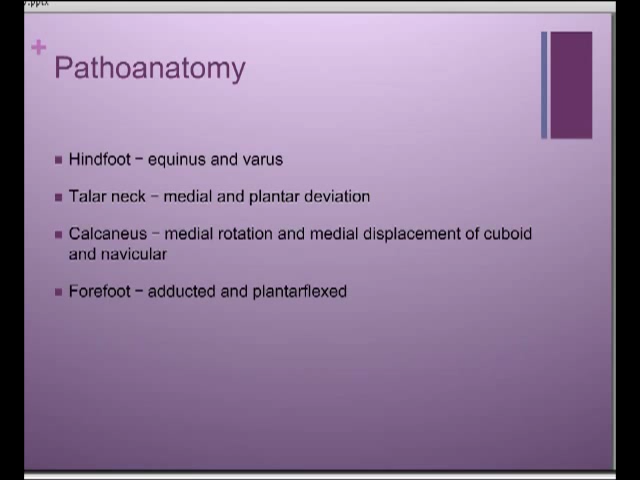 .pptx
+
Pathoanatomy
Hindfoot – equinus and varus
Talar neck – medial and plantar deviation
Calcaneus – medial rotation and medial displacement of cuboid
and navicular
Forefoot – adducted and plantarflexed